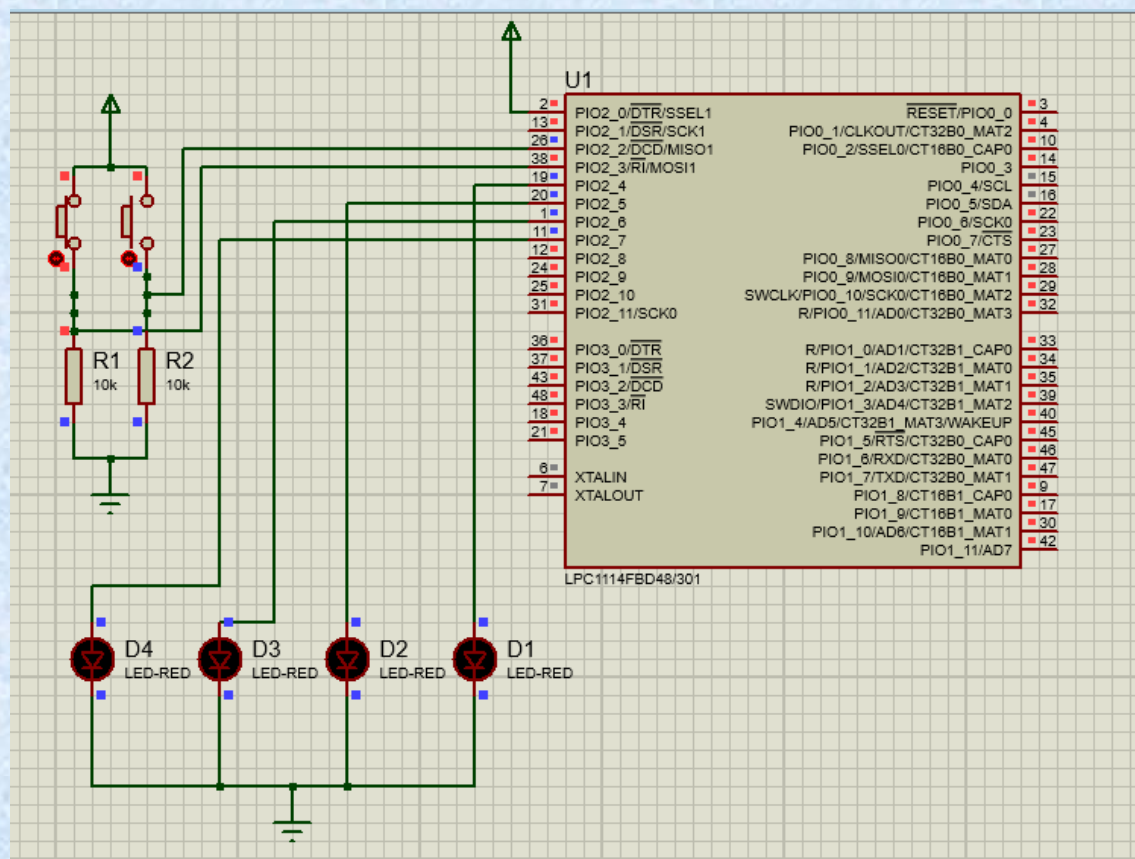 U1
2 PIO2_0/DTR/SSEL1 RESET/PIO0_0 3
13 PIO2_1/DSR/SCK1 PIO0_1/CLKOUT/CT32B0_MAT2 4
26 PIO2_2/DCD/MISO1 PIO0_2/SSEL0/CT16B0_CAP0 10
38 PIO2_3/RI/MOSI1 PIO0_3 14
19 PIO2_4 PIO0_4/SCL 15
20 PIO2_5 PIO0_5/SDA 16
1 PIO2_6 PIO0_6/SCK0 22
11 PIO2_7 PIO0_7/CTS 23
12 PIO2_8 PIO0_8/MISO0/CT16B0_MAT0 27
24 PIO2_9 PIO0_9/MOSI0/CT16B0_MAT1 28
25 PIO2_10 SWCLK/PIO0_10/SCK0/CT16B0_MAT2 29
31 PIO2_11/SCK0 R/PIO0_11/AD0/CT32B0_MAT3 32
36 PIO3_0/DTR R/PIO1_0/AD1/CT32B1_CAP0 33
37 PIO3_1/DSR R/PIO1_1/AD2/CT32B1_MAT0 34
43 PIO3_2/DCD R/PIO1_2/AD3/CT32B1_MAT1 35
48 PIO3_3/RI SWDIO/PIO1_3/AD4/CT32B1_MAT2 39
18 PIO3_4 PIO1_4/AD5/CT32B1_MAT3/WAKEUP 40
21 PIO3_5 PIO1_5/RTS/CT32B0_CAP0 45
PIO1_6/RXD/CT32B0_MAT0 46
6 XTALIN PIO1_7/TXD/CT32B0_MAT1 47
7 XTALOUT PIO1_8/CT16B1_CAP0 9
PIO1_9/CT16B1_MAT0 17
PIO1_10/AD6/CT16B1_MAT1 30
PIO1_11/AD7 42
LPC1114FBD48/301
R1 R2
10k 10k
D4 D3 D2 D1
LED-RED LED-RED LED-RED LED-RED